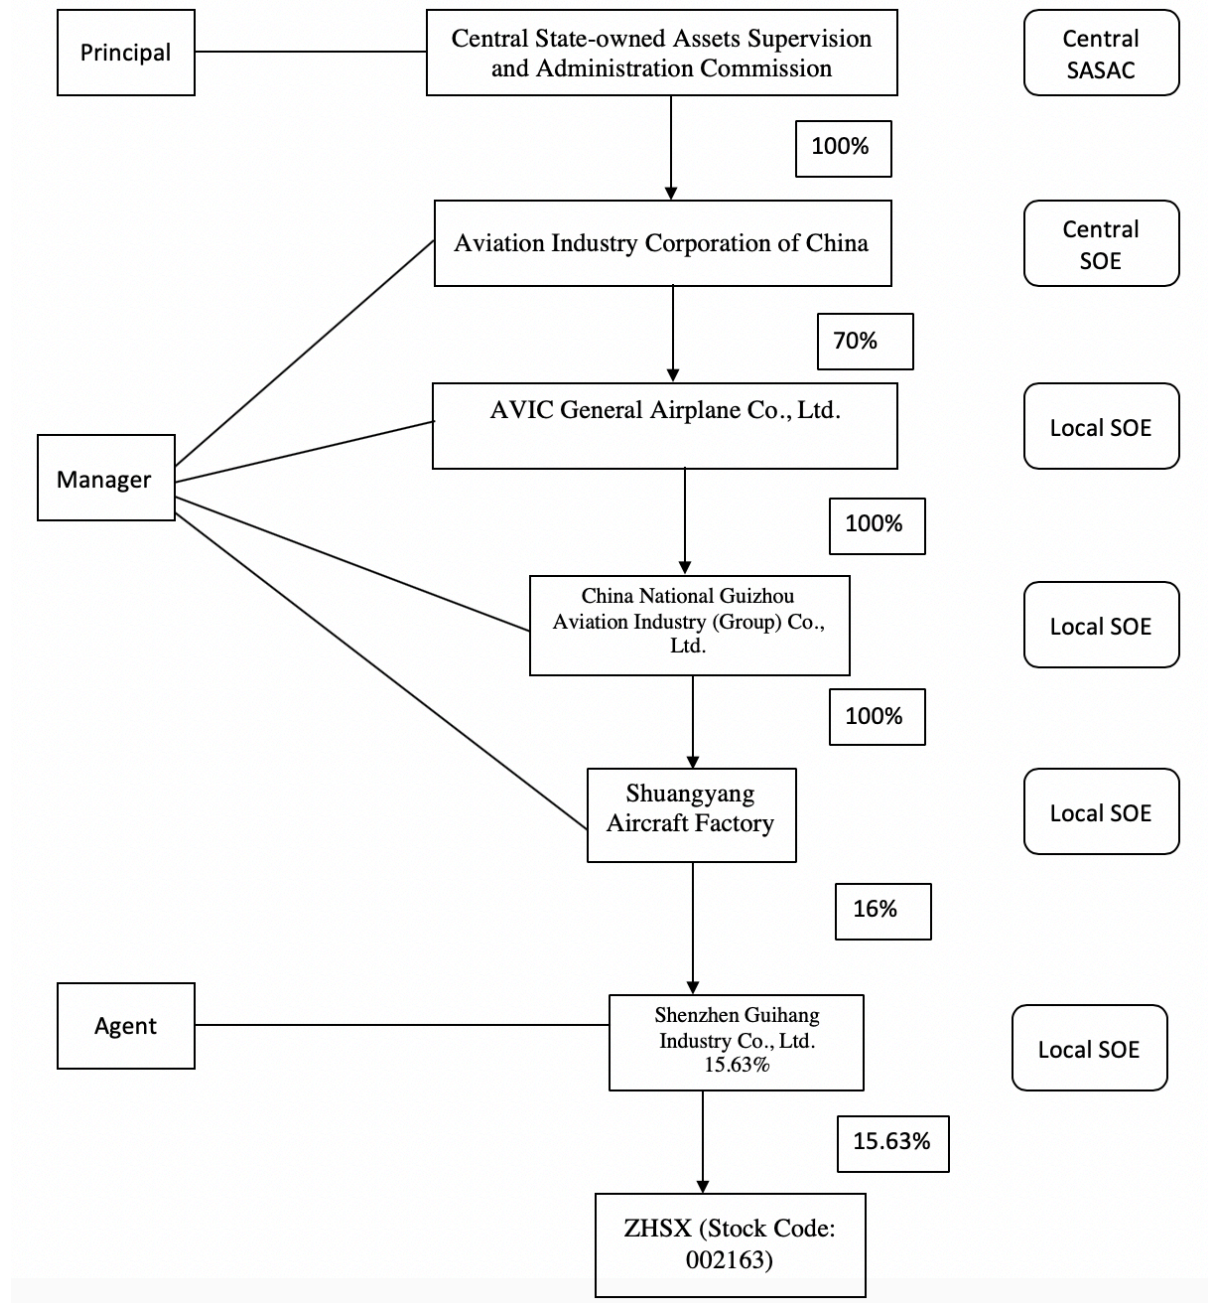 Principal
Central State-owned Assets Supervision
and Administration Commission
Central
SASAC
100%
Aviation Industry Corporation of China
Central
SOE
70%
AVIC General Airplane Co., Ltd.
Local SOE
Manager
100%
China National Guizhou
Aviation Industry (Group) Co.,
Ltd.
Local SOE
100%
Shuangyang
Aircraft Factory
Local SOE
16%
Agent
Shenzhen Guihang
Industry Co., Ltd.
15.63%
Local SOE
15.63%
ZHSX (Stock Code:
002163)